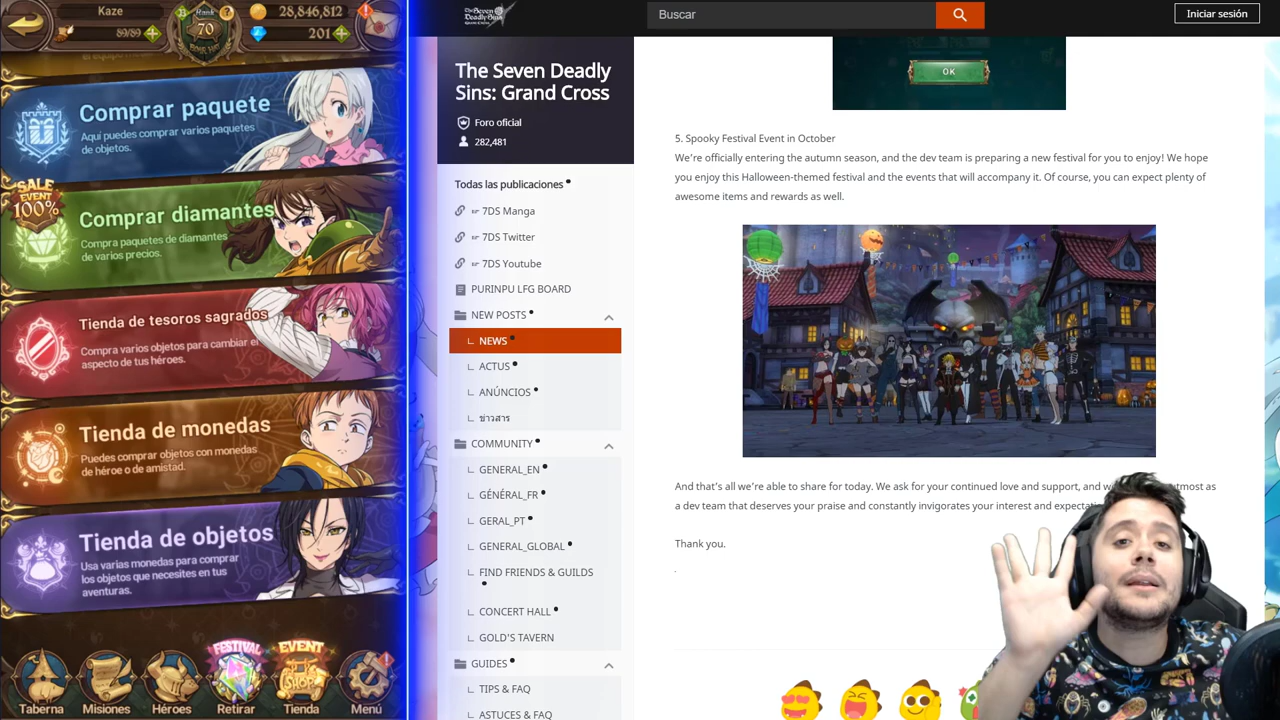 Kaze
89/89
Rank
70
28,846,812
201
Comprar paquete
Aquí puedes comprar varios paquetes
de objetos.
SALE
EVENT
100%
Comprar diamantes
Compra paquetes de diamantes
de varios precios.
Tienda de tesoros sagrados
Compra varios objetos para cambiar el
aspecto de tus héroes.
Tienda de monedas
Puedes comprar objetos con monedas
de héroe o de amistad.
Tienda de objetos
Usa varias monedas para comprar
los objetos que necesites en tus
aventuras.
FESTIVAL
EVENT
SHOP
Taberna
Misiones
Héroes
Retirar
Tienda
Menú
The Seven
Deadly Sins
Buscar
Iniciar sesión
The Seven Deadly
Sins: Grand Cross
Foro oficial
282,481
Todas las publicaciones
☞ 7DS Manga
☞ 7DS Twitter
☞ 7DS Youtube
PURINPU LFG BOARD
NEW POSTS
NEWS
ACTUS
ANÚNCIOS
ข่าวสาร
COMMUNITY
GENERAL_EN
GÉNÉRAL_FR
GERAL_PT
GENERAL_GLOBAL
FIND FRIENDS & GUILDS
CONCERT HALL
GOLD'S TAVERN
GUIDES
TIPS & FAQ
ASTUCES & FAQ
OK
5. Spooky Festival Event in October
We're officially entering the autumn season, and the dev team is preparing a new festival for you to enjoy! We hope
you enjoy this Halloween-themed festival and the events that will accompany it. Of course, you can expect plenty of
awesome items and rewards as well.
And that's all we're able to share for today. We ask for your continued love and support, and utmost as
a dev team that deserves your praise and constantly invigorates your interest and
Thank you.
.